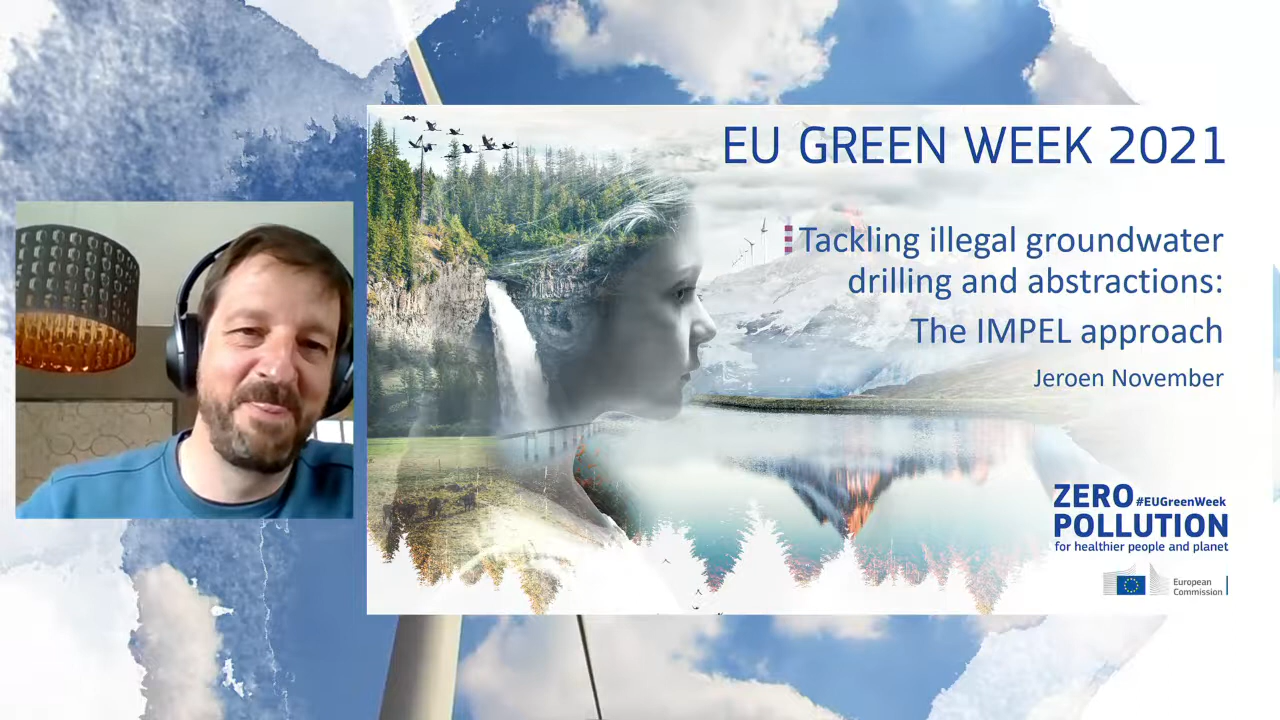 EU GREEN WEEK 2021
Tackling illegal groundwater
drilling and abstractions:
The IMPEL approach
Jeroen November
ZERO #EUGreenWeek
POLLUTION
for healthier people and planet
European
Commission